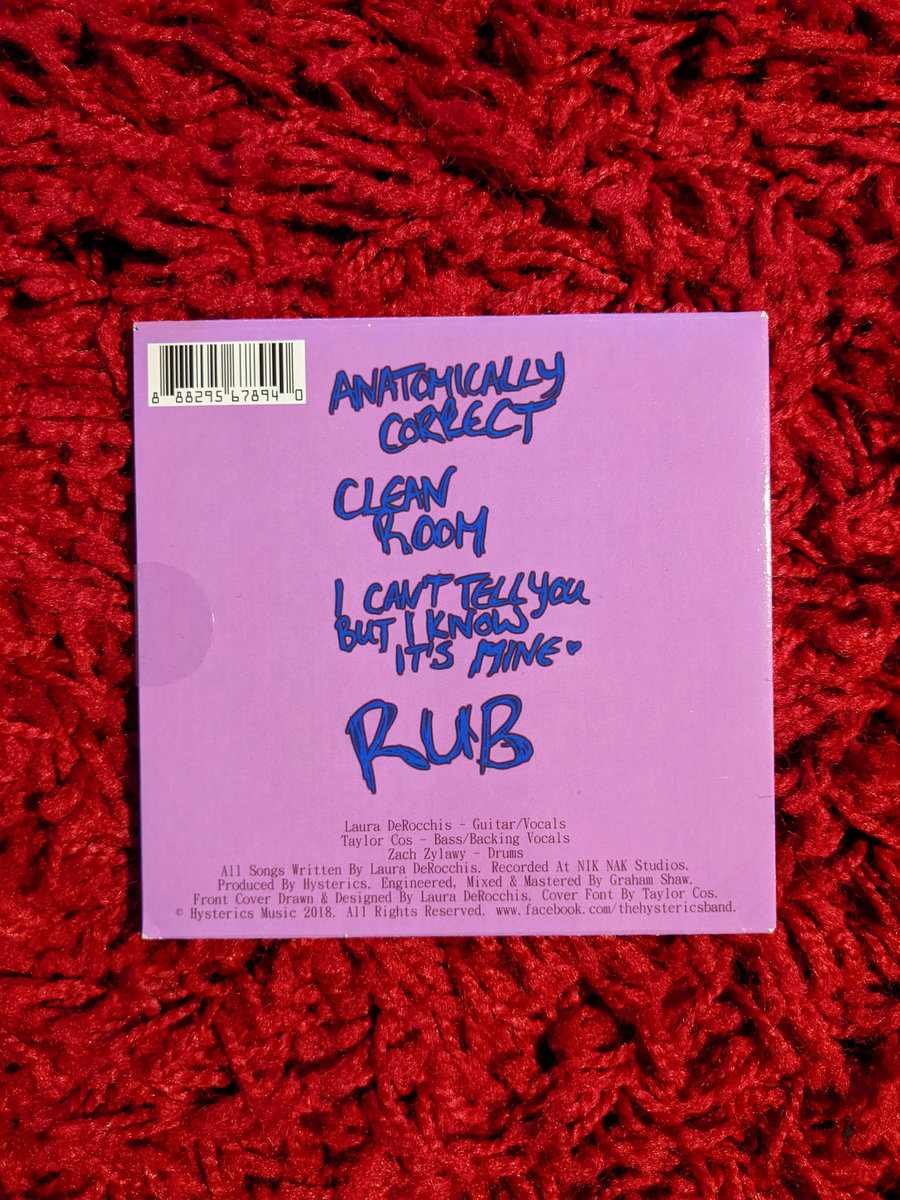 8 88295 67894 0
ANATOMICALLY
CORRECT
CLEAN
ROOM
I CAN'T TELL YOU
BUT I KNOW
IT'S MINE
RUB
Laura DeRocchis - Guitar/Vocals
Taylor Cos - Bass/Backing Vocals
Zach Zylawy - Drums
All Songs Written By Laura DeRocchis. Recorded At NIK NAK Studios.
Produced By Hysterics. Engineered, Mixed & Mastered By Graham Shaw.
Front Cover Drawn & Designed By Laura DeRocchis. Cover Font By Taylor Cos.
© Hysterics Music 2018. All Rights Reserved. www.facebook.com/thehystericsband.